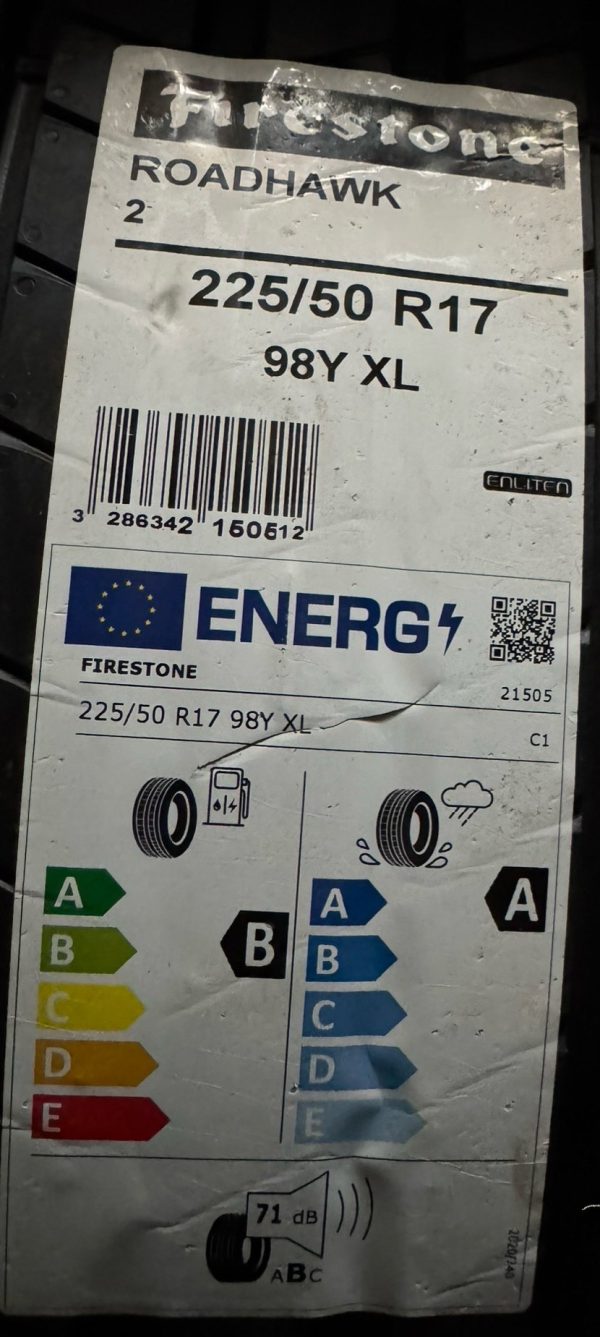 Firestone
ROADHAWK
2
225/50 R17
98Y XL
3 286342 150512
ENLITEN
ENERG
FIRESTONE
21505
225/50 R17 98Y XL
C1
A
B
C
D
E
B
A
B
C
D
E
A
71 dB
ABC
2020/740